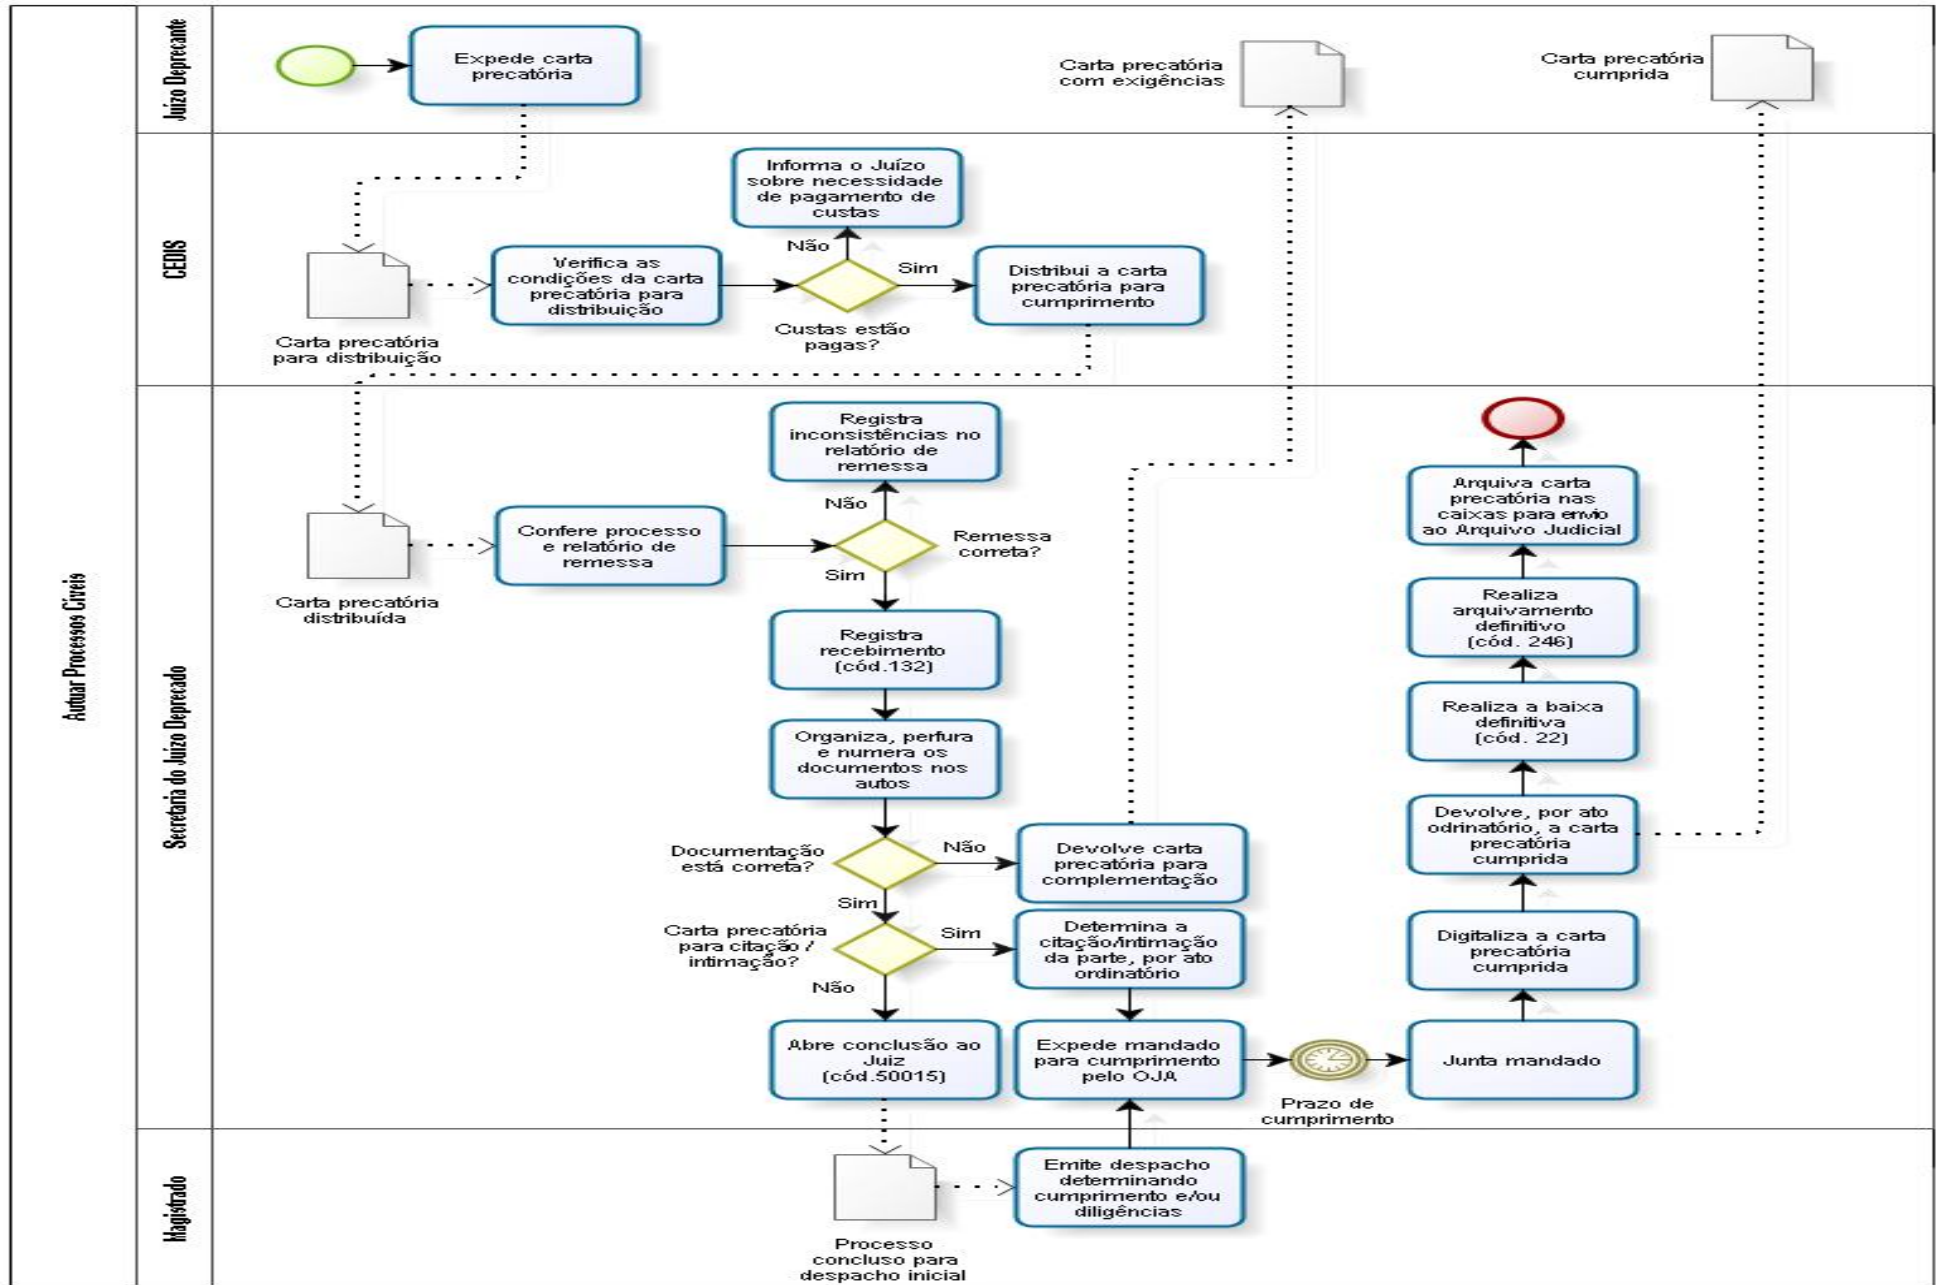 Autuar Processos Cíveis
Juízo Deprecante
Expede carta
precatória
Carta precatória
com exigências
Carta precatória
cumprida
CEDIS
Informa o Juízo
sobre necessidade
de pagamento de
custas
Não
Carta precatória
para distribuição
Verifica as
condições da carta
precatória para
distribuição
Custas estão
pagas?
Sim
Distribui a carta
precatória para
cumprimento
Secretaria do Juízo Deprecado
Registra
inconsistências no
relatório de
remessa
Não
Carta precatória
distribuída
Confere processo
e relatório de
remessa
Remessa
correta?
Sim
Registra
recebimento
(cód.132)
Organiza, perfura
e numera os
documentos nos
autos
Documentação
está correta?
Não
Devolve carta
precatória para
complementação
Sim
Carta precatória
para citação /
intimação?
Sim
Determina a
citação/intimação
da parte, por ato
ordinatório
Não
Abre conclusão ao
Juiz
(cód.50015)
Expede mandado
para cumprimento
pelo OJA
Prazo de
cumprimento
Junta mandado
Digitaliza a carta
precatória
cumprida
Devolve, por ato
odrinatório, a carta
precatória
cumprida
Realiza a baixa
definitiva
(cód. 22)
Realiza
arquivamento
definitivo
(cód. 246)
Arquiva carta
precatória nas
caixas para envio
ao Arquivo Judicial
Magistrado
Processo
concluso para
despacho inicial
Emite despacho
determinando
cumprimento e/ou
diligências